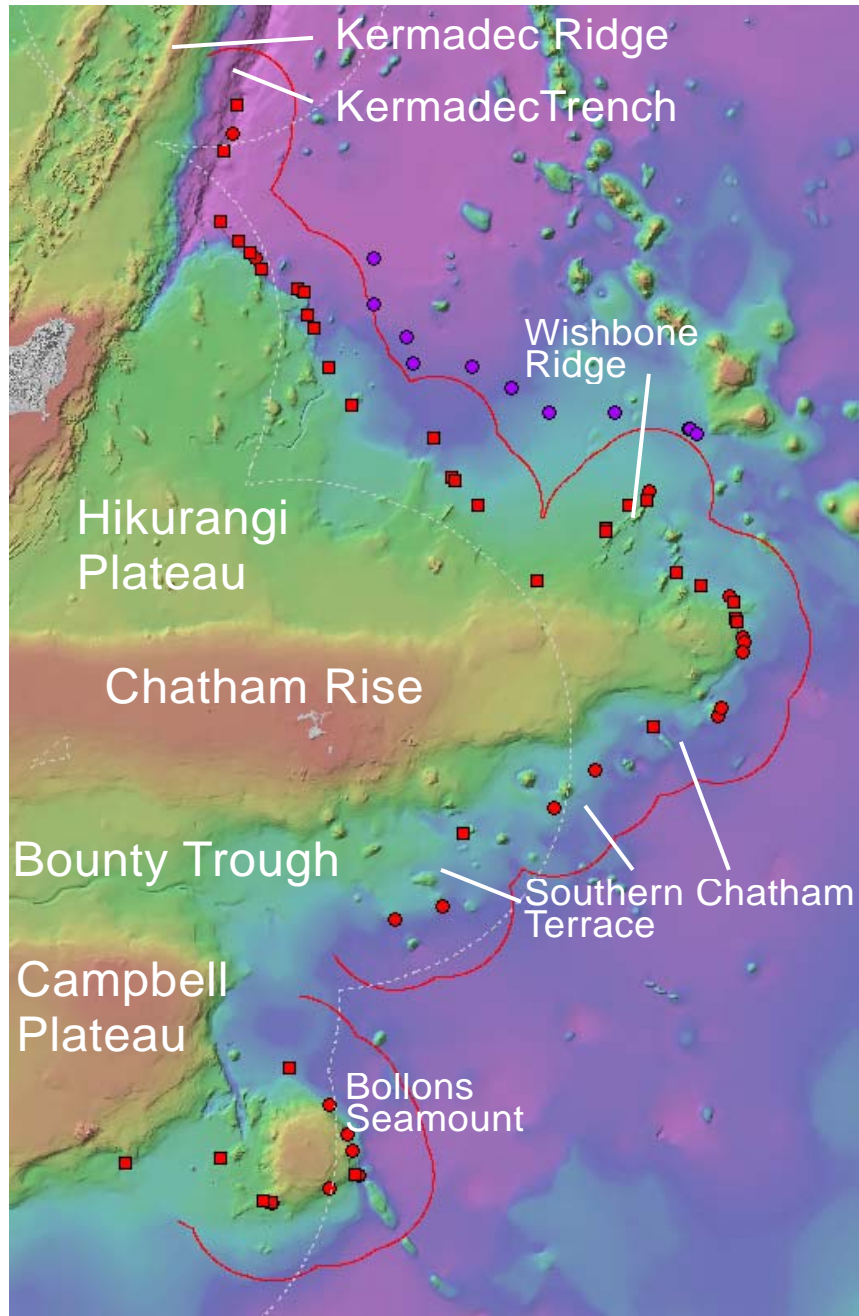 Kermadec Ridge
KermadecTrench
Wishbone
Ridge
Hikurangi
Plateau
Chatham Rise
Bounty Trough
Southern Chatham
Terrace
Campbell
Plateau
Bollons
Seamount